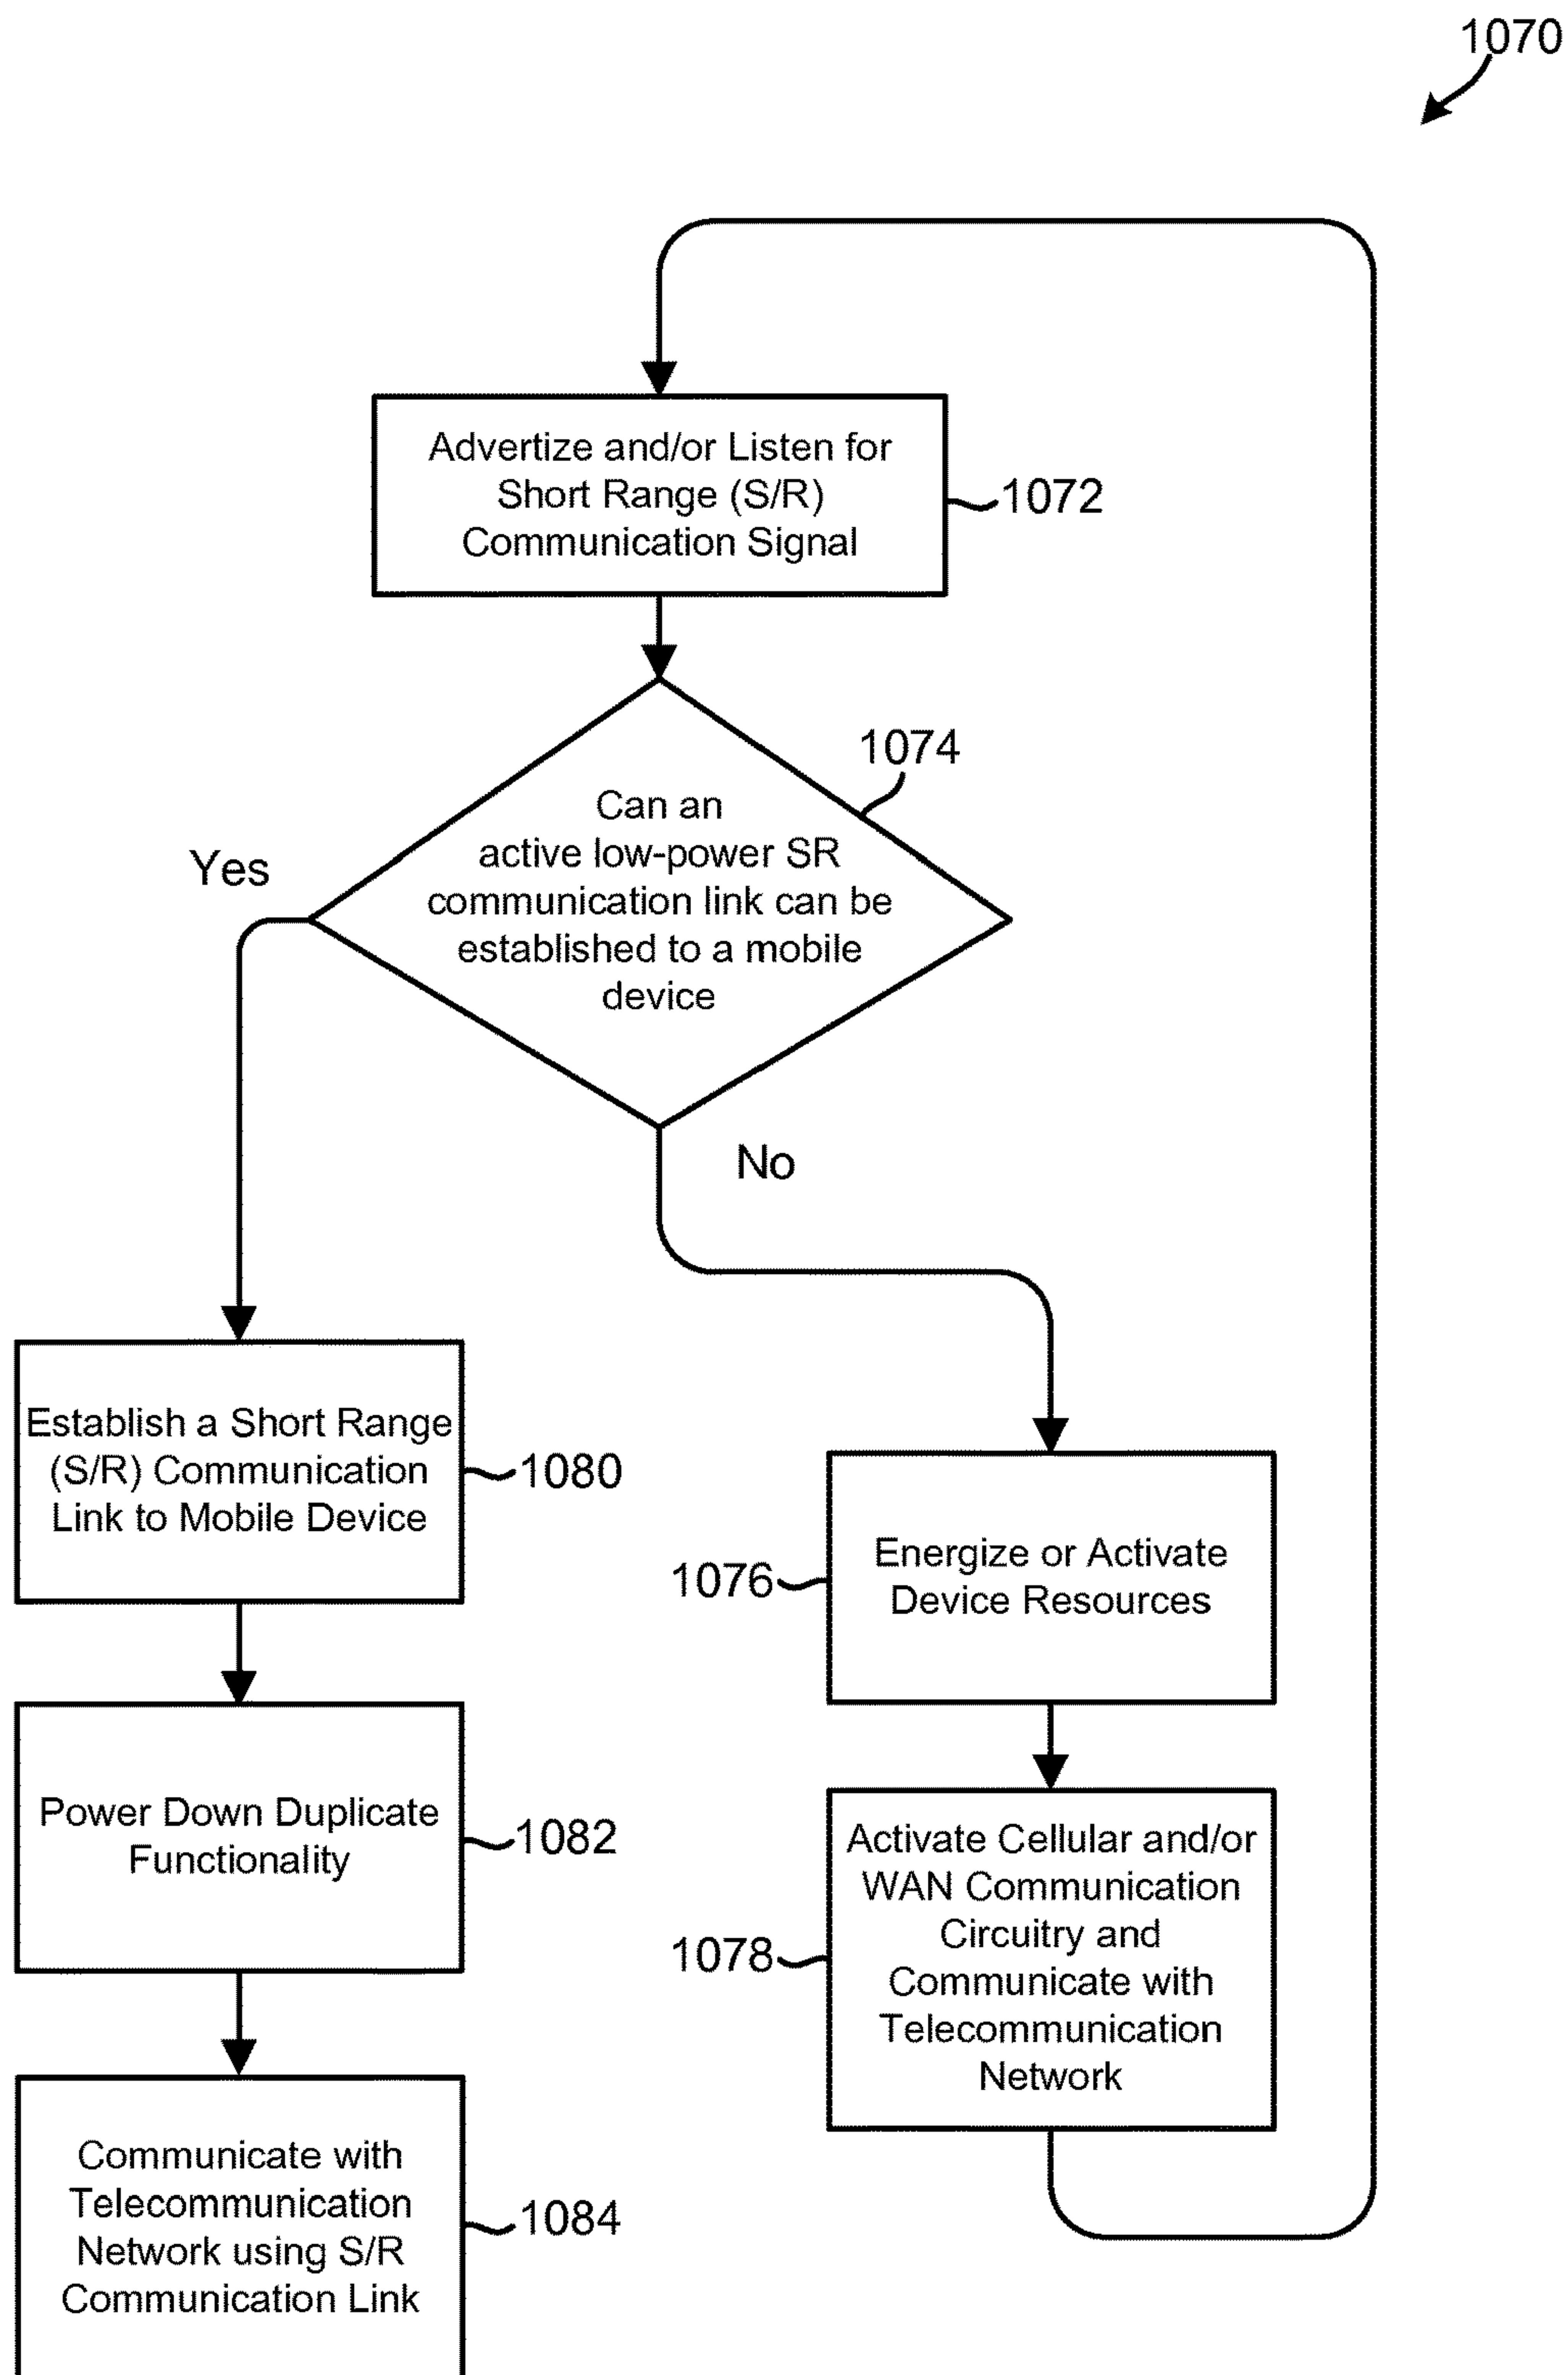 1070
Advertize and/or Listen for
Short Range (S/R)
Communication Signal
1072
1074
Can an
active low-power SR
communication link can be
established to a mobile
device
Yes
No
Establish a Short Range
(S/R) Communication
Link to Mobile Device
1080
Energize or Activate
Device Resources
1076
Power Down Duplicate
Functionality
1082
Activate Cellular and/or
WAN Communication
Circuitry and
Communicate with
Telecommunication
Network
1078
Communicate with
Telecommunication
Network using S/R
Communication Link
1084